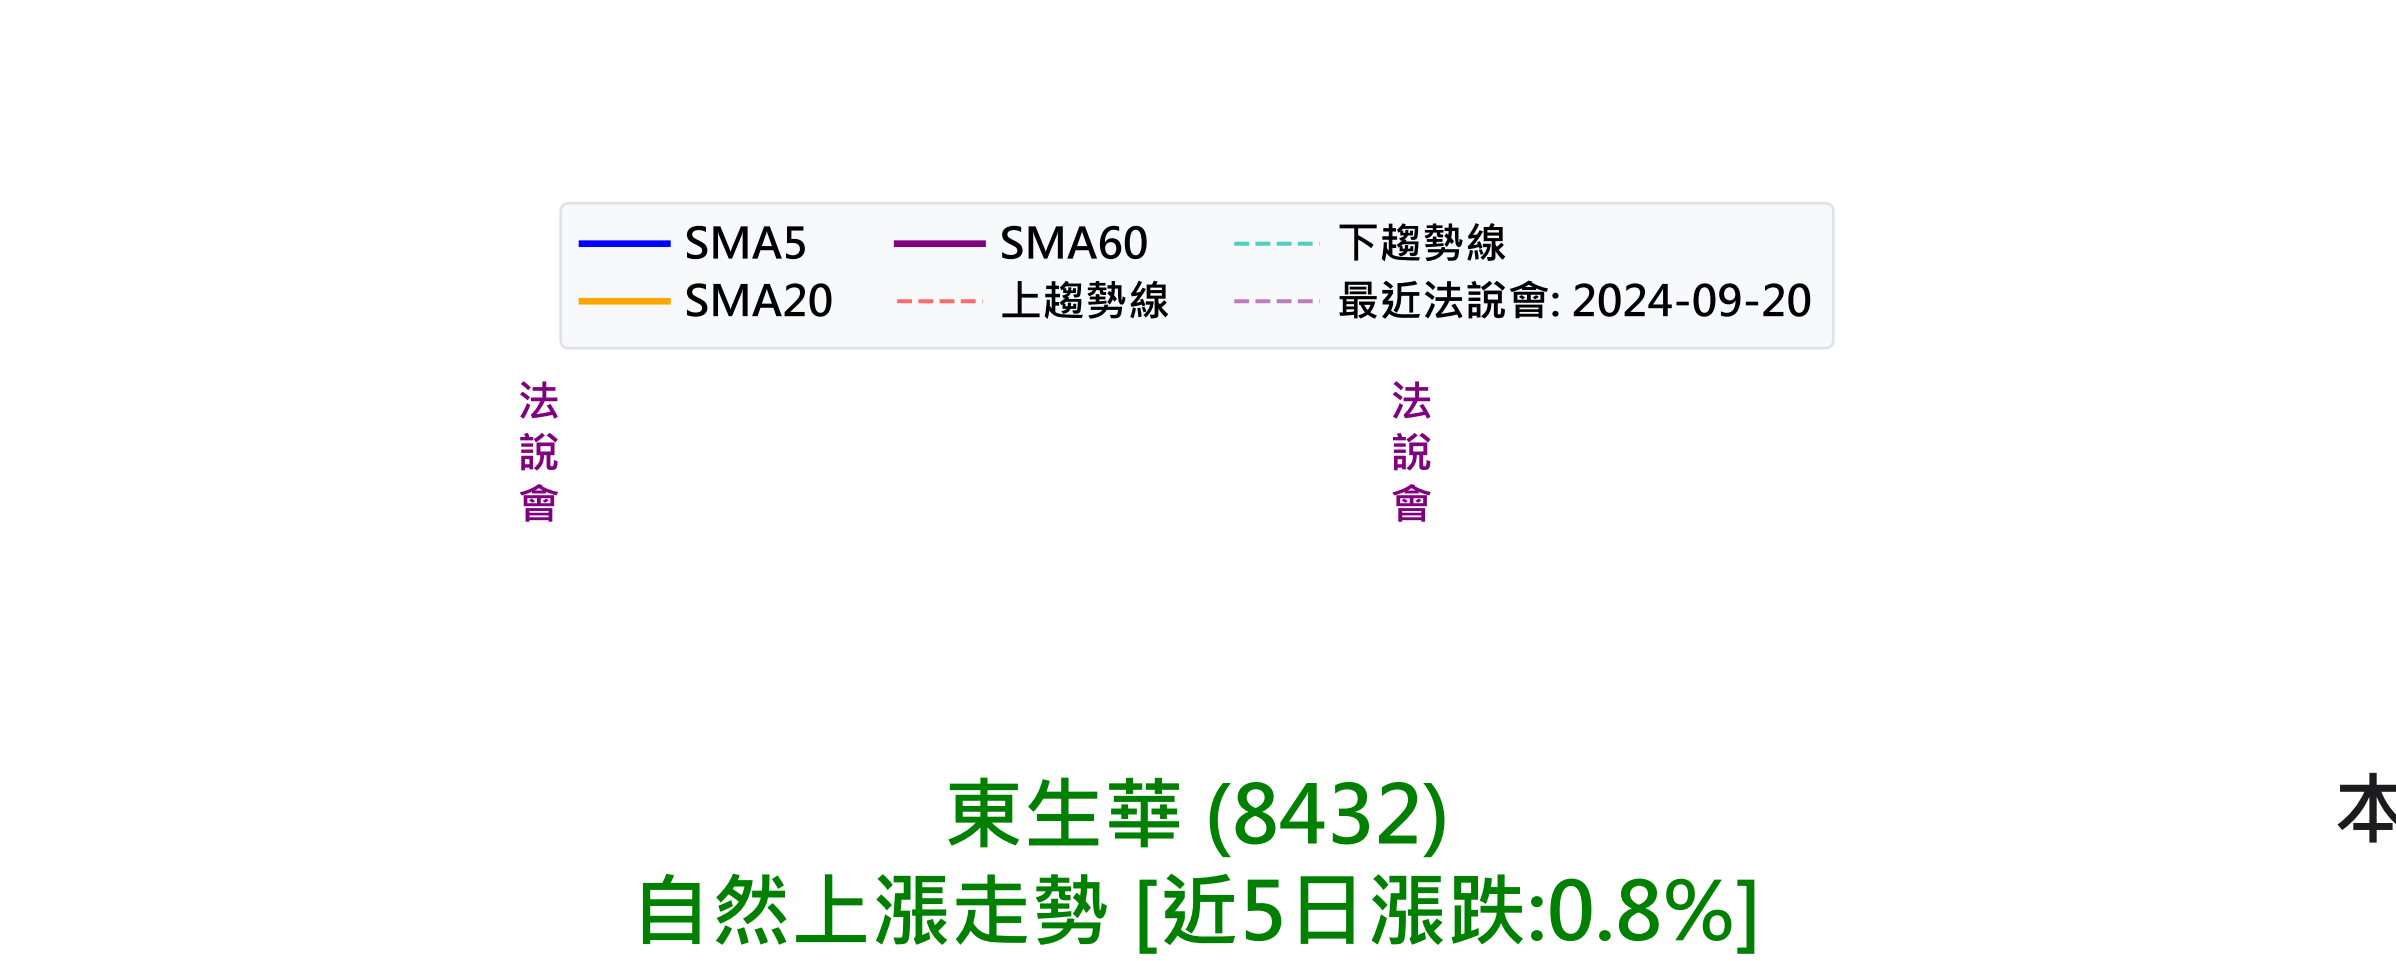 SMA5
SMA20
SMA60
上趨勢線
下趨勢線
最近法說會: 2024-09-20
法說會
法說會
東生華 (8432)
自然上漲走勢 [近5日漲跌:0.8%]
本